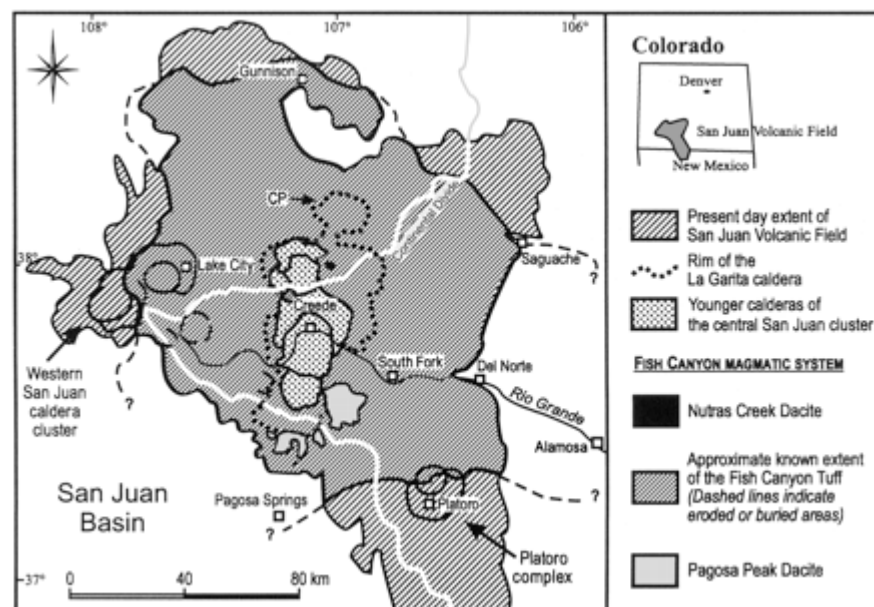 108°
107°
106°
Gunnison
CP
Continental Divide
38°
Lake City
Saguache
?
Creede
Western
San Juan
caldera
cluster
?
South Fork
Del Norte
Rio Grande
Alamosa
San Juan
Basin
Pagosa Springs
?
Platoro
?
Platoro
complex
37°
0 40 80 km
Colorado
Denver
San Juan Volcanic Field
New Mexico
Present day extent of
San Juan Volcanic Field
Rim of the
La Garita caldera
Younger calderas of
the central San Juan cluster
FISH CANYON MAGMATIC SYSTEM
Nutras Creek Dacite
Approximate known extent
of the Fish Canyon Tuff
(Dashed lines indicate
eroded or buried areas)
Pagosa Peak Dacite